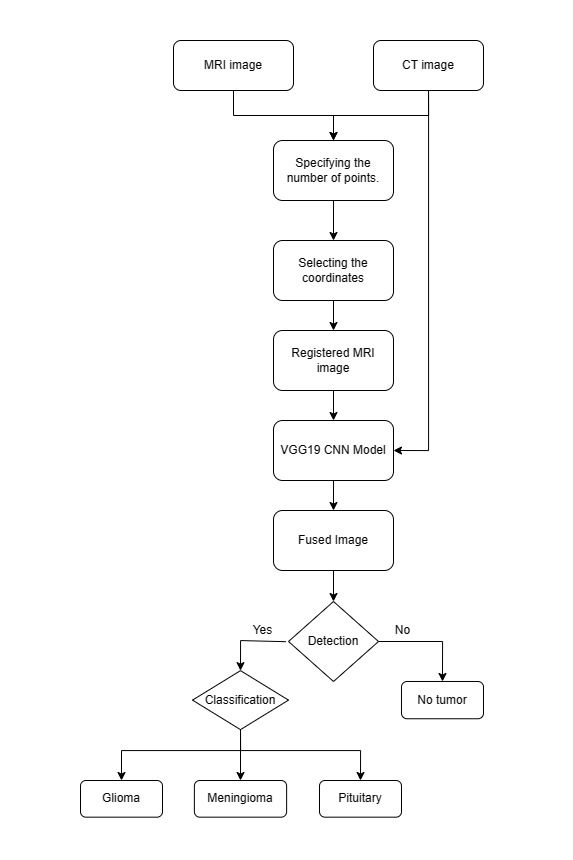 MRI image
CT image
Specifying the
number of points.
Selecting the
coordinates
Registered MRI
image
VGG19 CNN Model
Fused Image
Detection
Yes
No
Classification
No tumor
Glioma
Meningioma
Pituitary